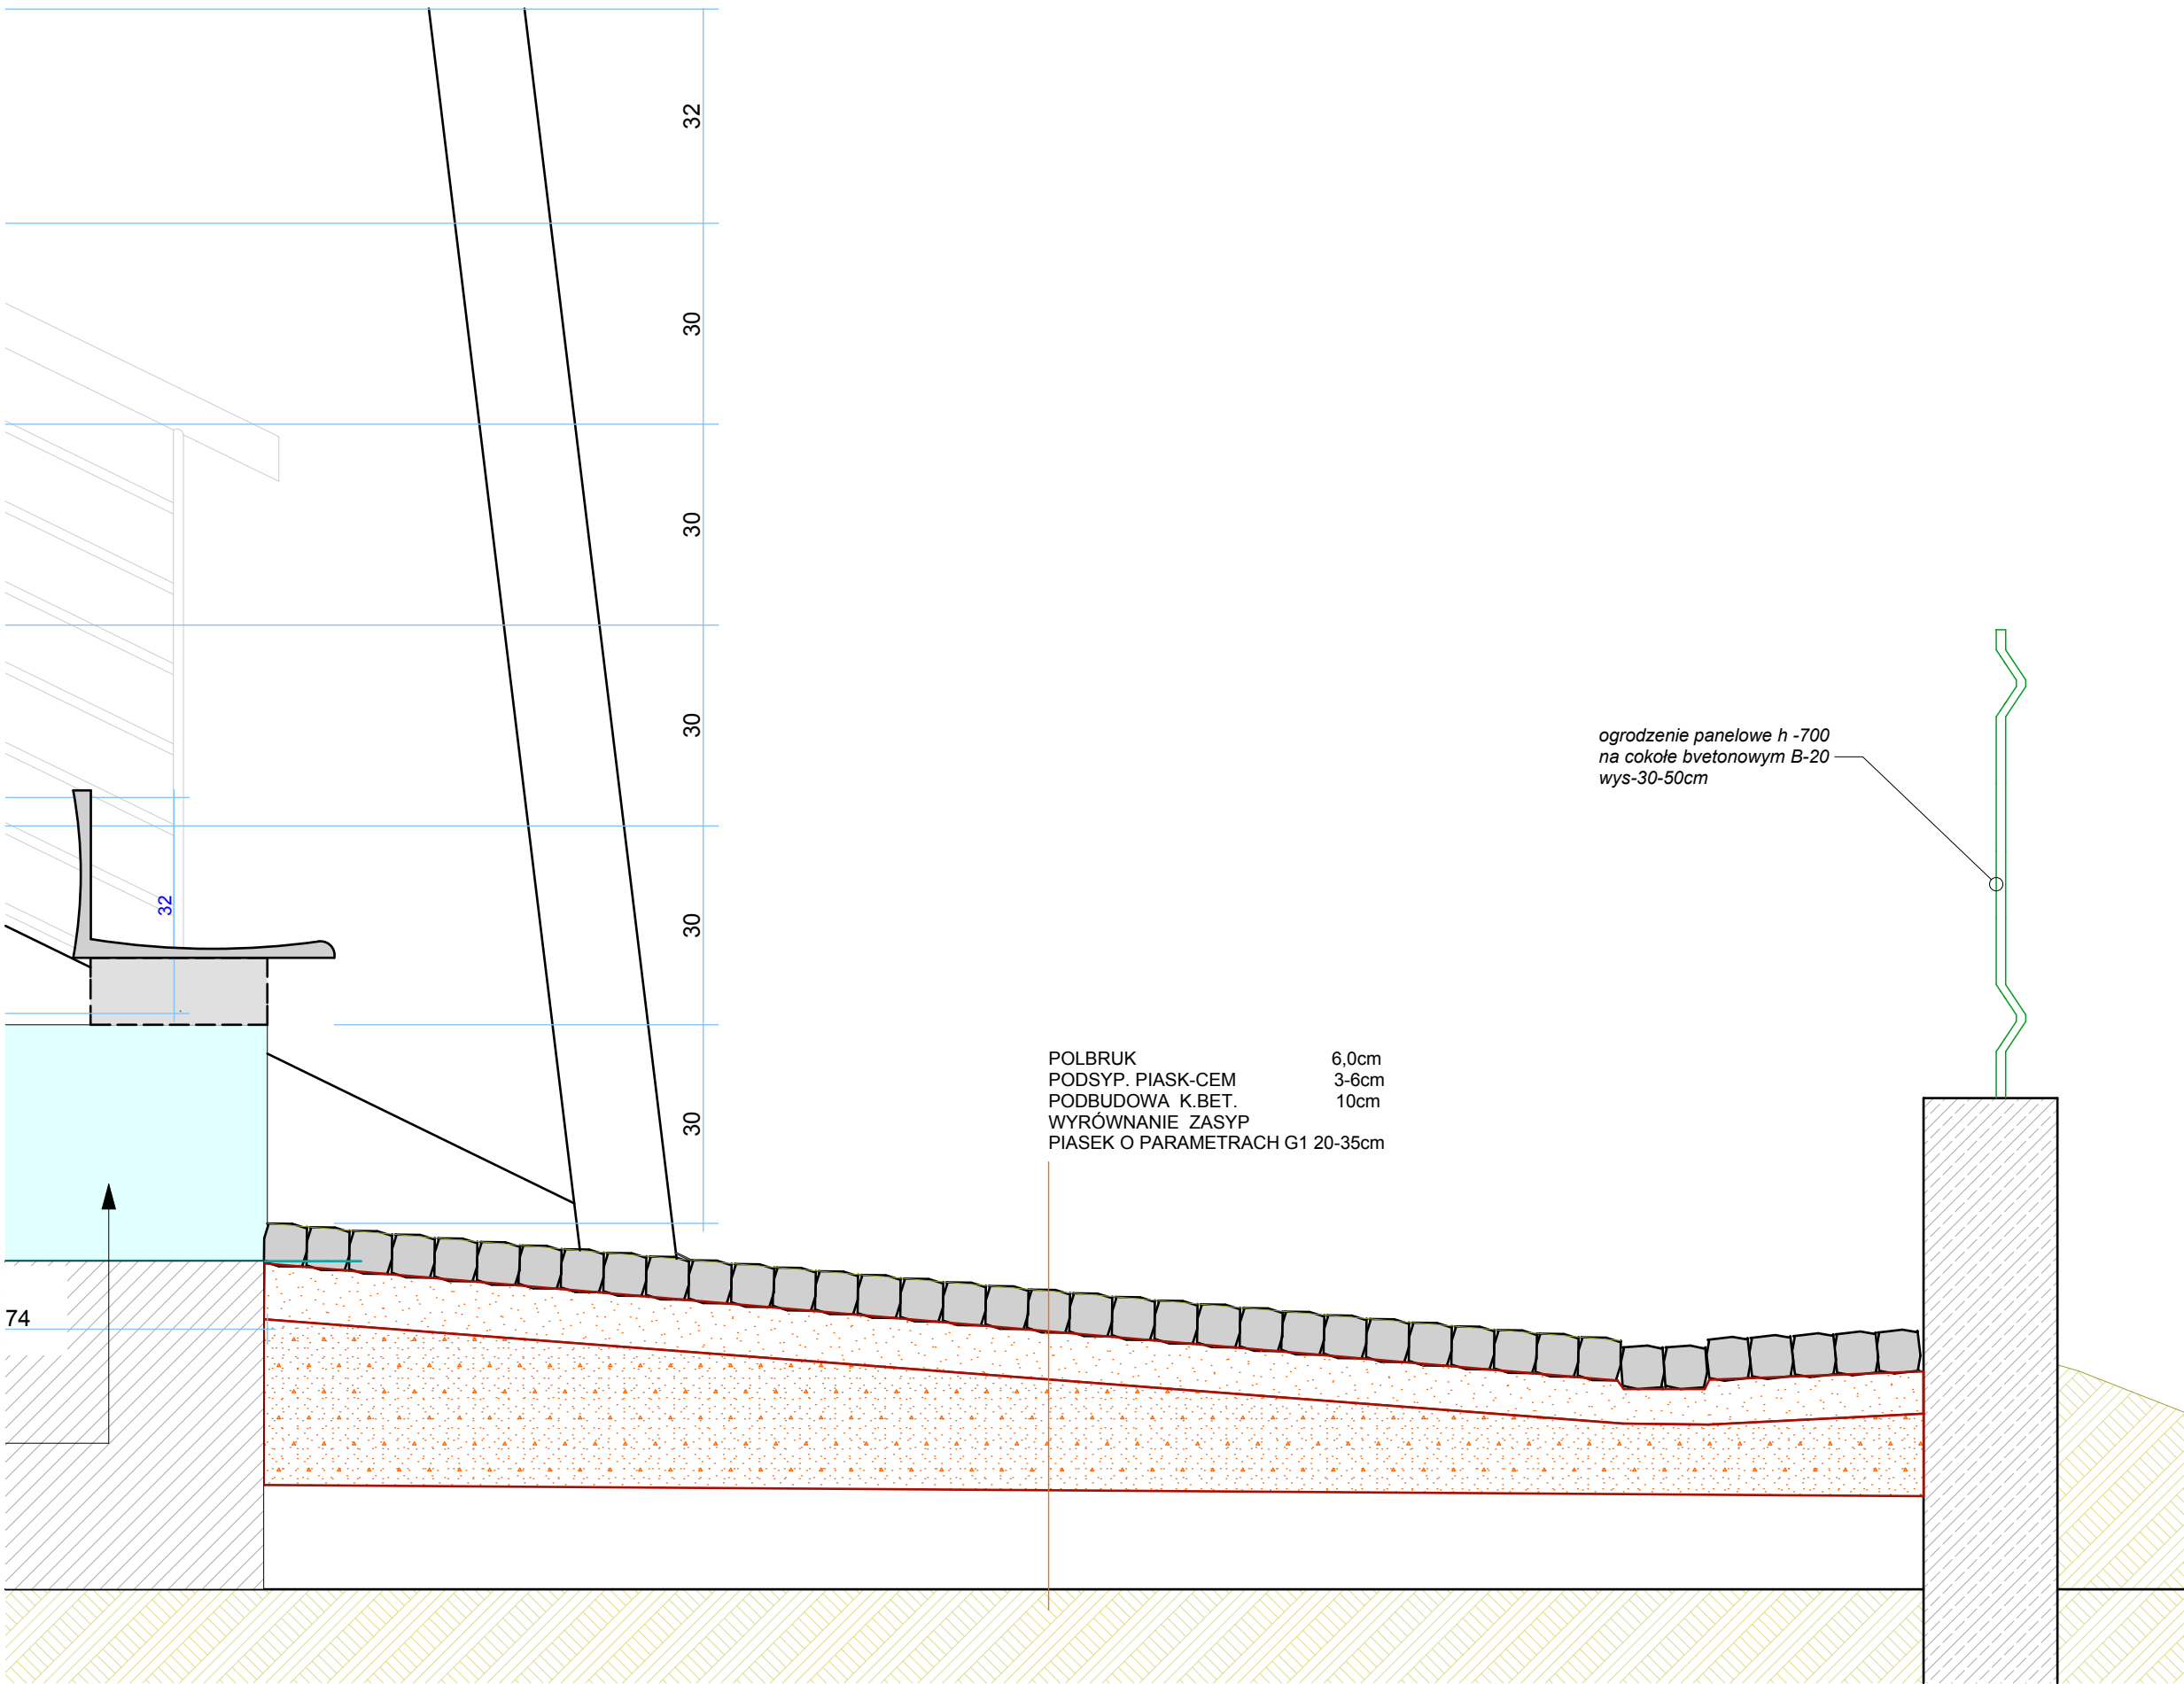 32
30
30
30
30
30
32
74
ogrodzenie panelowe h -700
na cokołe bvetonowym B-20
wys-30-50cm
POLBRUK 6,0cm
PODSYP. PIASK-CEM 3-6cm
PODBUDOWA K.BET. 10cm
WYRÓWNANIE ZASYP
PIASEK O PARAMETRACH G1 20-35cm